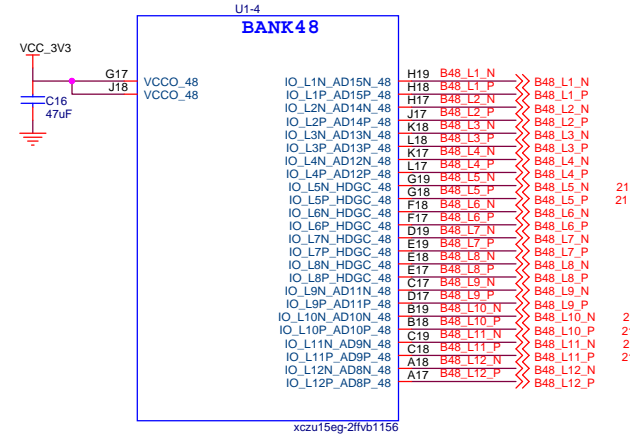 U1-4
BANK48
VCC_3V3
G17 VCCO_48
J18 VCCO_48
C16
47uF
IO_L1N_AD15N_48 H19 B48_L1_N B48_L1_N
IO_L1P_AD15P_48 H18 B48_L1_P B48_L1_P
IO_L2N_AD14N_48 H17 B48_L2_N B48_L2_N
IO_L2P_AD14P_48 J17 B48_L2_P B48_L2_P
IO_L3N_AD13N_48 K18 B48_L3_N B48_L3_N
IO_L3P_AD13P_48 L18 B48_L3_P B48_L3_P
IO_L4N_AD12N_48 K17 B48_L4_N B48_L4_N
IO_L4P_AD12P_48 L17 B48_L4_P B48_L4_P
IO_L5N_HDGC_48 G19 B48_L5_N B48_L5_N 21
IO_L5P_HDGC_48 G18 B48_L5_P B48_L5_P 21
IO_L6N_HDGC_48 F18 B48_L6_N B48_L6_N
IO_L6P_HDGC_48 F17 B48_L6_P B48_L6_P
IO_L7N_HDGC_48 D19 B48_L7_N B48_L7_N
IO_L7P_HDGC_48 E19 B48_L7_P B48_L7_P
IO_L8N_HDGC_48 E18 B48_L8_N B48_L8_N
IO_L8P_HDGC_48 E17 B48_L8_P B48_L8_P
IO_L9N_AD11N_48 C17 B48_L9_N B48_L9_N
IO_L9P_AD11P_48 D17 B48_L9_P B48_L9_P
IO_L10N_AD10N_48 B19 B48_L10_N B48_L10_N 2
IO_L10P_AD10P_48 B18 B48_L10_P B48_L10_P 2
IO_L11N_AD9N_48 C19 B48_L11_N B48_L11_N 2
IO_L11P_AD9P_48 C18 B48_L11_P B48_L11_P 2
IO_L12N_AD8N_48 A18 B48_L12_N B48_L12_N
IO_L12P_AD8P_48 A17 B48_L12_P B48_L12_P
xczu15eg-2ffvb1156